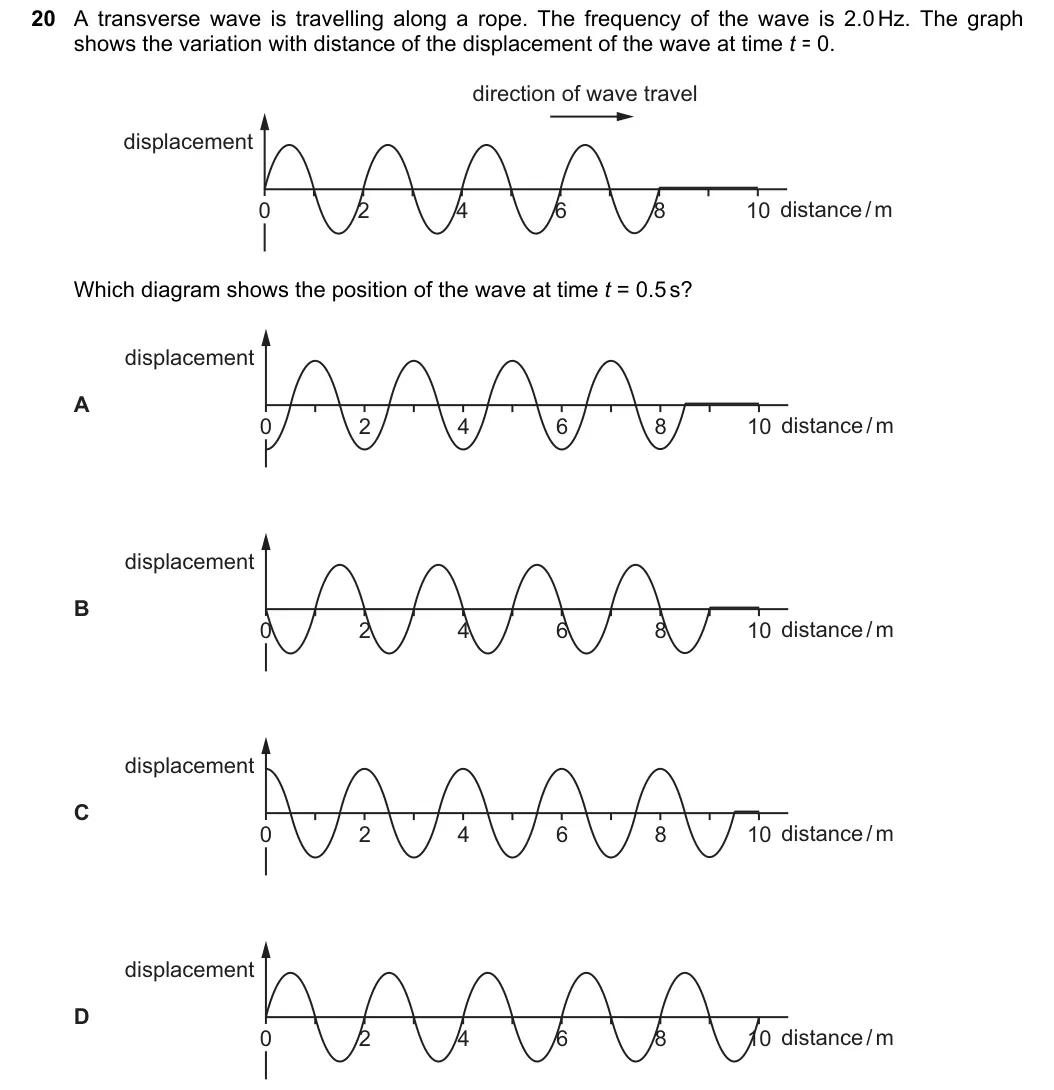 20 A transverse wave is travelling along a rope. The frequency of the wave is 2.0 Hz. The graph
shows the variation with distance of the displacement of the wave at time t = 0.
direction of wave travel
displacement
0 2 4 6 8 10 distance / m
Which diagram shows the position of the wave at time t = 0.5 s?
displacement
A
0 2 4 6 8 10 distance / m
displacement
B
0 2 4 6 8 10 distance / m
displacement
C
0 2 4 6 8 10 distance / m
displacement
D
0 2 4 6 8 10 distance / m